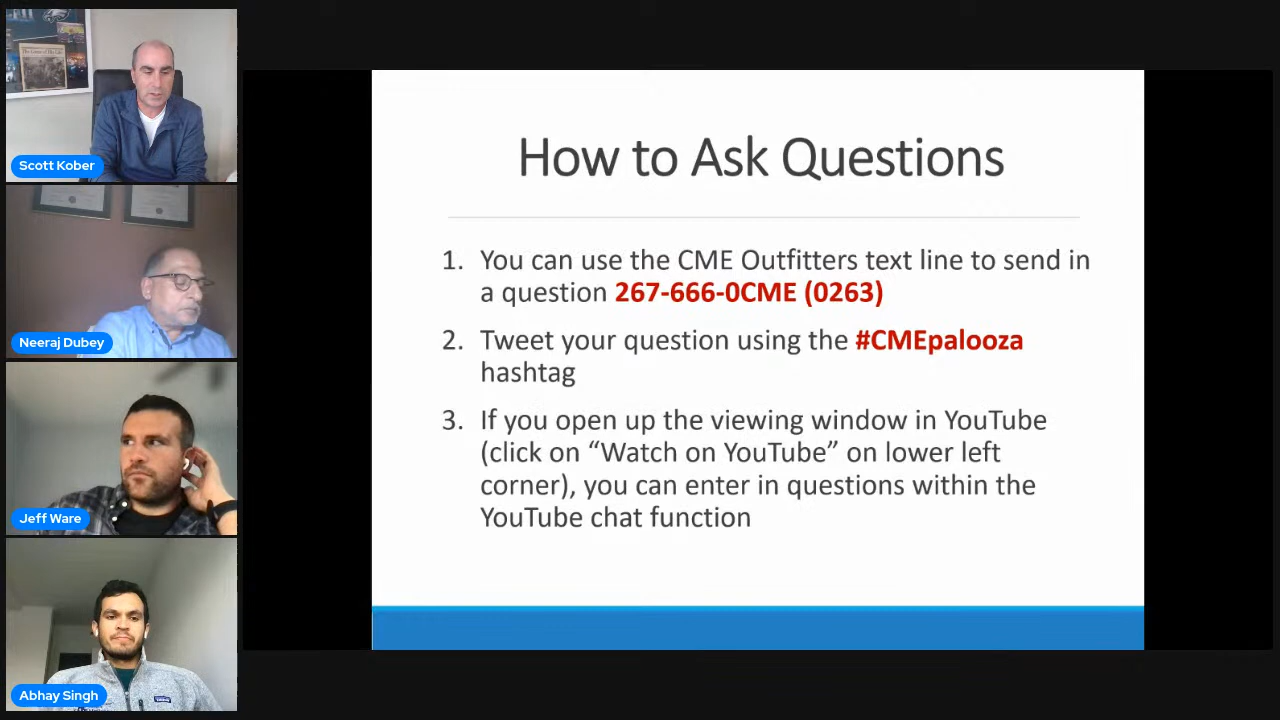 Scott Kober
Neeraj Dubey
Jeff Ware
Abhay Singh
How to Ask Questions
1. You can use the CME Outfitters text line to send in
a question 267-666-0CME (0263)
2. Tweet your question using the #CMEpalooza
hashtag
3. If you open up the viewing window in YouTube
(click on “Watch on YouTube” on lower left
corner), you can enter in questions within the
YouTube chat function